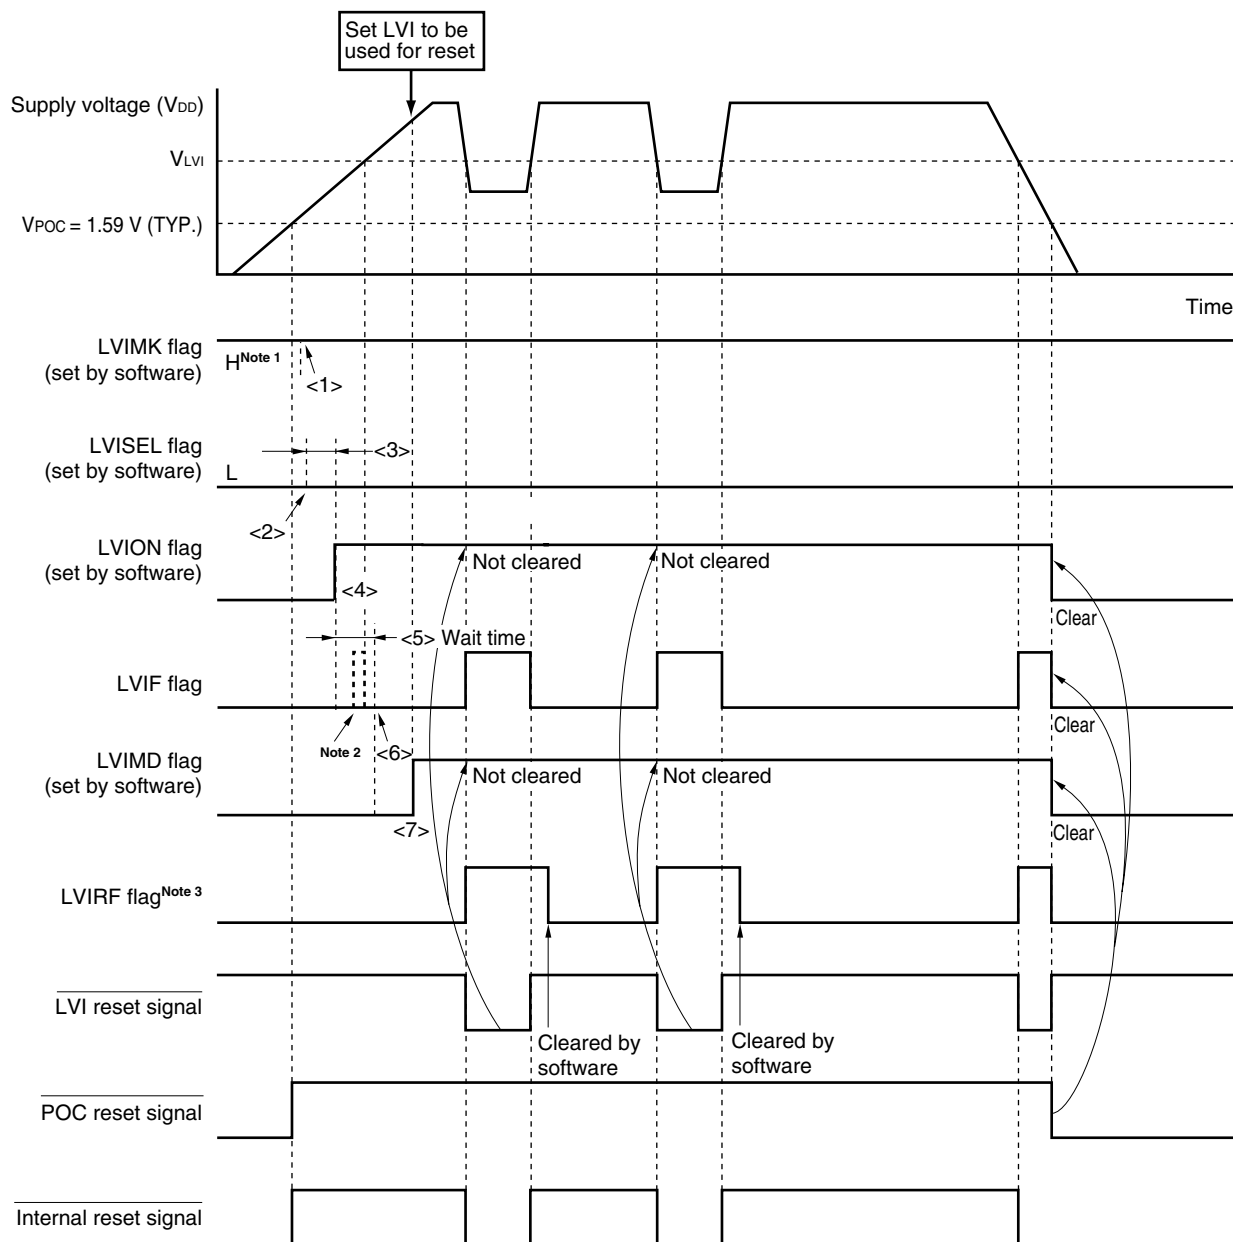 Set LVI to be
used for reset
Supply voltage (VDD)
VLVI
VPOC = 1.59 V (TYP.)
Time
LVIMK flag
(set by software)
H Note 1
<1>
LVISEL flag
(set by software)
<3>
L
<2>
LVION flag
(set by software)
Not cleared
Not cleared
<4>
Clear
<5> Wait time
LVIF flag
Note 2
<6>
Clear
LVIMD flag
(set by software)
Not cleared
Not cleared
<7>
Clear
LVIRF flag Note 3
LVI reset signal
Cleared by
software
Cleared by
software
POC reset signal
Internal reset signal